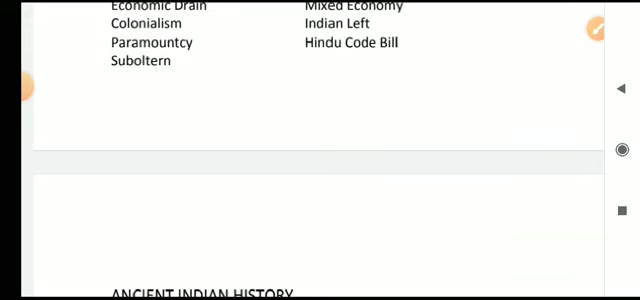 Economic Drain Mixed Economy
Colonialism Indian Left
Paramountcy Hindu Code Bill
Suboltern
ANCIENT INDIAN HISTORY